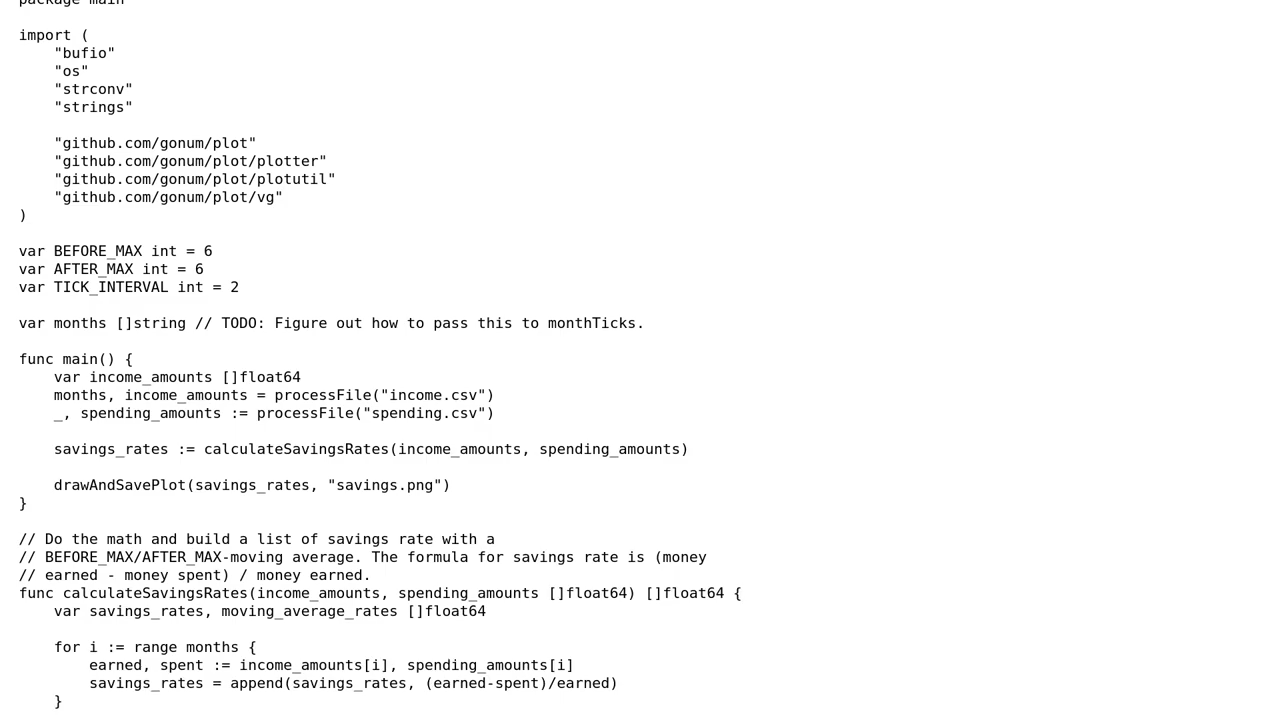 package main

import (
    "bufio"
    "os"
    "strconv"
    "strings"

    "github.com/gonum/plot"
    "github.com/gonum/plot/plotter"
    "github.com/gonum/plot/plotutil"
    "github.com/gonum/plot/vg"
)

var BEFORE_MAX int = 6
var AFTER_MAX int = 6
var TICK_INTERVAL int = 2

var months []string // TODO: Figure out how to pass this to monthTicks.

func main() {
    var income_amounts []float64
    months, income_amounts = processFile("income.csv")
    _, spending_amounts := processFile("spending.csv")

    savings_rates := calculateSavingsRates(income_amounts, spending_amounts)

    drawAndSavePlot(savings_rates, "savings.png")
}

// Do the math and build a list of savings rate with a
// BEFORE_MAX/AFTER_MAX-moving average. The formula for savings rate is (money
// earned - money spent) / money earned.
func calculateSavingsRates(income_amounts, spending_amounts []float64) []float64 {
    var savings_rates, moving_average_rates []float64

    for i := range months {
        earned, spent := income_amounts[i], spending_amounts[i]
        savings_rates = append(savings_rates, (earned-spent)/earned)
    }